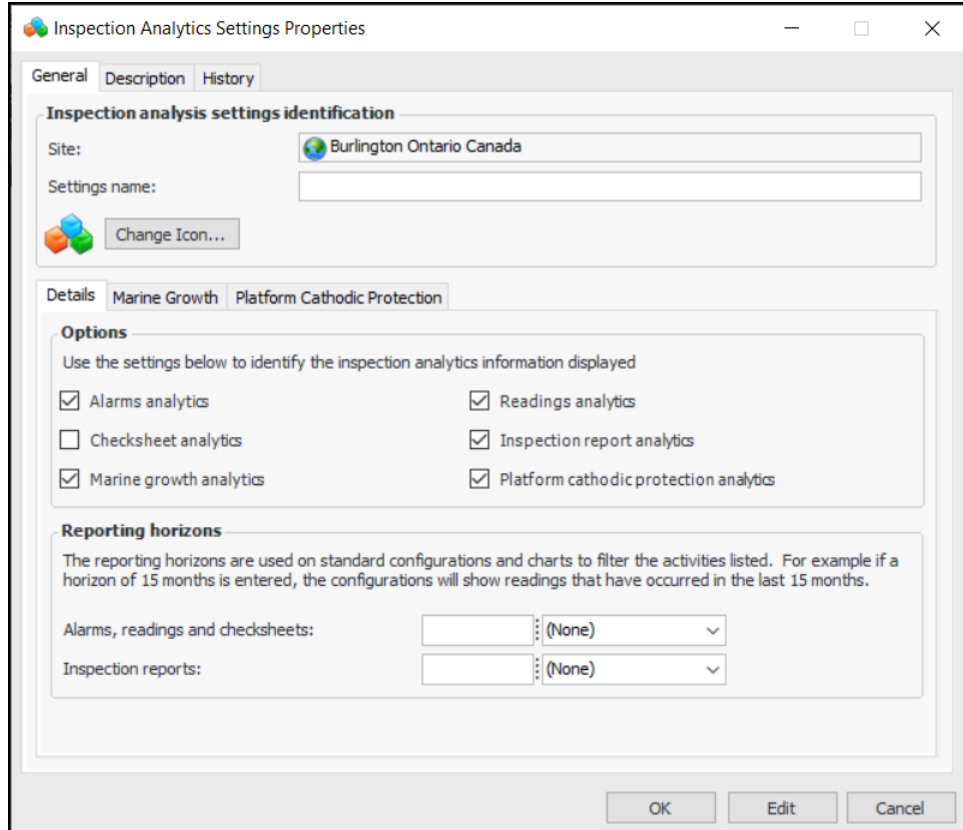 Inspection Analytics Settings Properties
General Description History
Inspection analysis settings identification
Site: Burlington Ontario Canada
Settings name:
Change Icon...
Details Marine Growth Platform Cathodic Protection
Options
Use the settings below to identify the inspection analytics information displayed
Alarms analytics Readings analytics
Checksheet analytics Inspection report analytics
Marine growth analytics Platform cathodic protection analytics
Reporting horizons
The reporting horizons are used on standard configurations and charts to filter the activities listed. For example if a
horizon of 15 months is entered, the configurations will show readings that have occurred in the last 15 months.
Alarms, readings and checksheets: (None)
Inspection reports: (None)
OK Edit Cancel